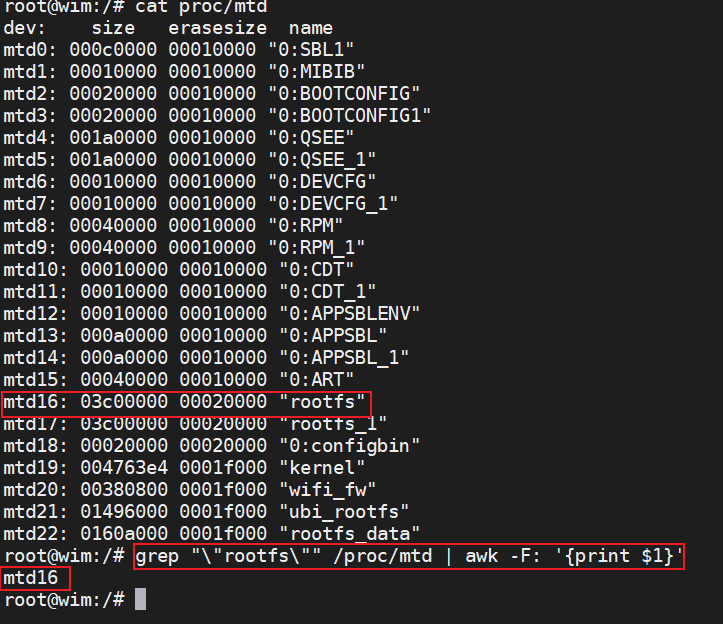 root@wim:/# cat proc/mtd
dev:    size   erasesize  name
mtd0: 000c0000 00010000 "0:SBL1"
mtd1: 00010000 00010000 "0:MIBIB"
mtd2: 00020000 00010000 "0:BOOTCONFIG"
mtd3: 00020000 00010000 "0:BOOTCONFIG1"
mtd4: 001a0000 00010000 "0:QSEE"
mtd5: 001a0000 00010000 "0:QSEE_1"
mtd6: 00010000 00010000 "0:DEVCFG"
mtd7: 00010000 00010000 "0:DEVCFG_1"
mtd8: 00040000 00010000 "0:RPM"
mtd9: 00040000 00010000 "0:RPM_1"
mtd10: 00010000 00010000 "0:CDT"
mtd11: 00010000 00010000 "0:CDT_1"
mtd12: 00010000 00010000 "0:APPSBLENV"
mtd13: 000a0000 00010000 "0:APPSBL"
mtd14: 000a0000 00010000 "0:APPSBL_1"
mtd15: 00040000 00010000 "0:ART"
mtd16: 03c00000 00020000 "rootfs"
mtd17: 03c00000 00020000 "rootfs_1"
mtd18: 00020000 00020000 "0:configbin"
mtd19: 004763e4 0001f000 "kernel"
mtd20: 00380800 0001f000 "wifi_fw"
mtd21: 01496000 0001f000 "ubi_rootfs"
mtd22: 0160a000 0001f000 "rootfs_data"
root@wim:/# grep "\"rootfs\"" /proc/mtd | awk -F: '{print $1}'
mtd16
root@wim:/#